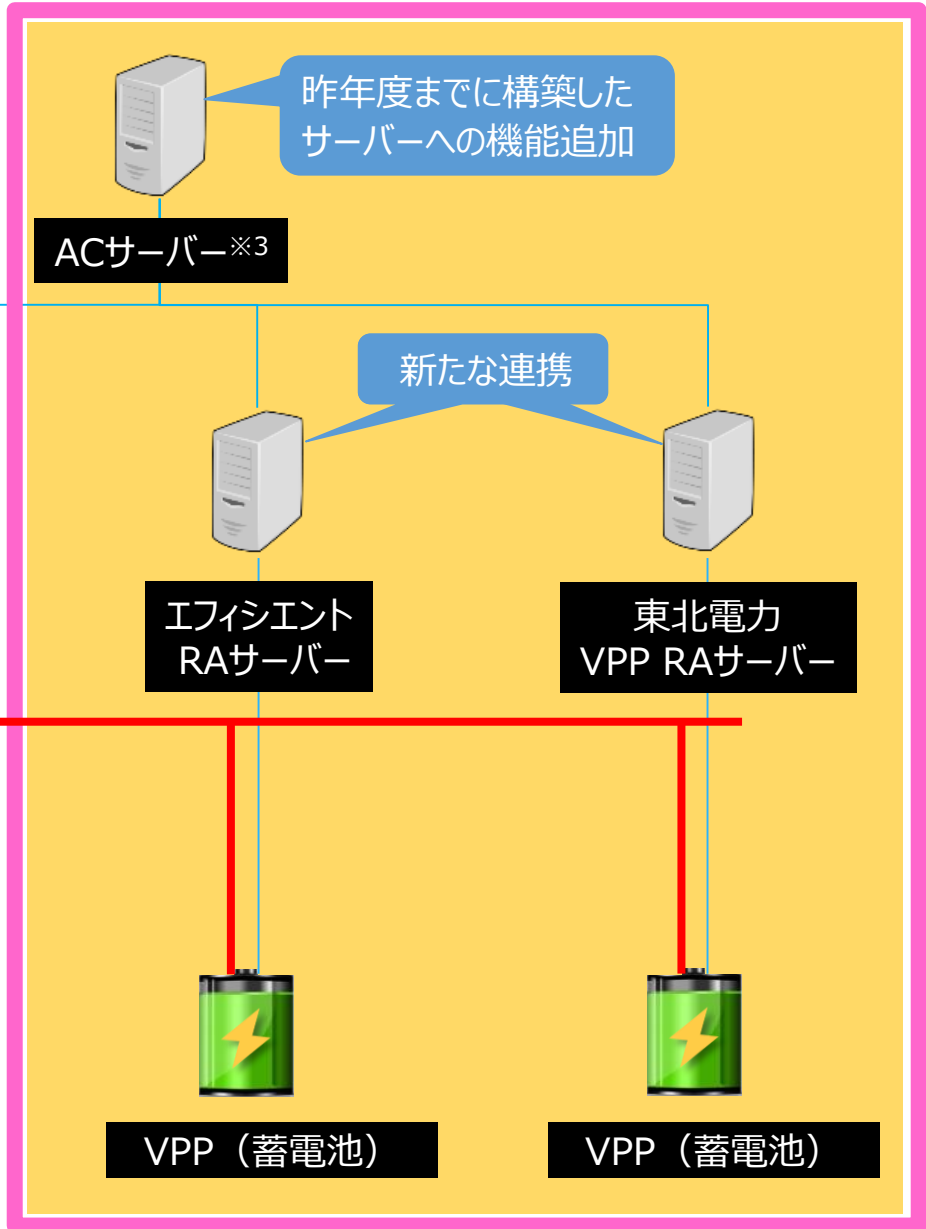 昨年度までに構築した
サーバーへの機能追加
ACサーバー※3
新たな連携
エフィシエント
RAサーバー
東北電力
VPP RAサーバー
VPP（蓄電池）
VPP（蓄電池）